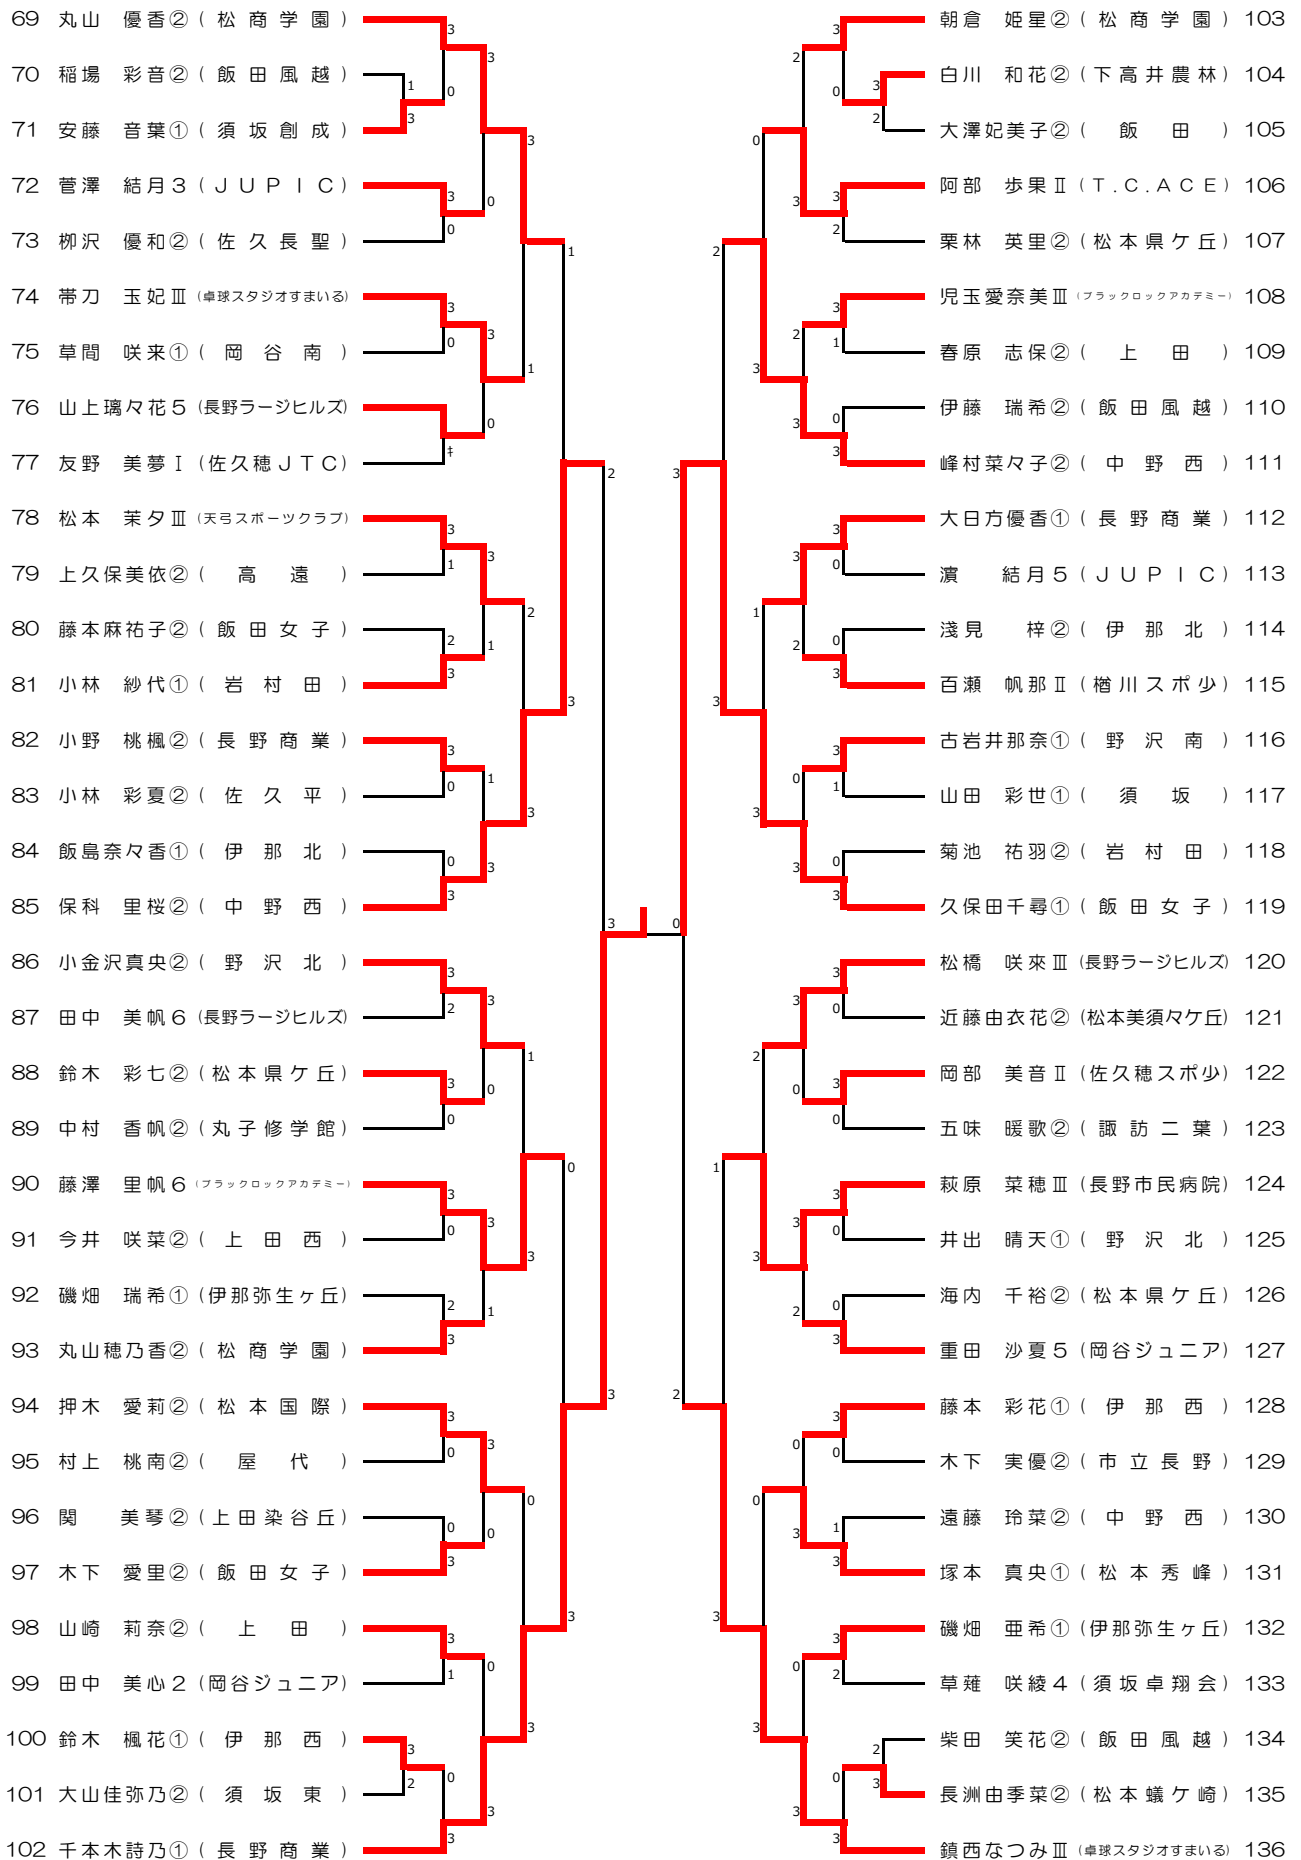 69 丸山 優香② ( 松 商 学 園 )
70 稲場 彩音② ( 飯 田 風 越 )
71 安藤 音葉① ( 須 坂 創 成 )
72 菅澤 結月3 ( J U P I C )
73 柳沢 優和② ( 佐 久 長 聖 )
74 帯刀 玉妃Ⅲ (卓球スタジオすまいる)
75 草間 咲来① ( 岡 谷 南 )
76 山上璃々花5 (長野ラージヒルズ)
77 友野 美夢Ⅰ (佐久穂JTC)
78 松本 茉夕Ⅲ (天弓スポーツクラブ)
79 上久保美依② ( 高 遠 )
80 藤本麻祐子② ( 飯 田 女 子 )
81 小林 紗代① ( 岩 村 田 )
82 小野 桃楓② ( 長 野 商 業 )
83 小林 彩夏② ( 佐 久 平 )
84 飯島奈々香① ( 伊 那 北 )
85 保科 里桜② ( 中 野 西 )
86 小金沢真央② ( 野 沢 北 )
87 田中 美帆6 (長野ラージヒルズ)
88 鈴木 彩七② (松本県ケ丘)
89 中村 香帆② (丸子修学館)
90 藤澤 里帆6 (ブラックロックアカデミー)
91 今井 咲菜② ( 上 田 西 )
92 磯畑 瑞希① (伊那弥生ヶ丘)
93 丸山穂乃香② ( 松 商 学 園 )
94 押木 愛莉② ( 松 本 国 際 )
95 村上 桃南② ( 屋 代 )
96 関 美琴② (上田染谷丘)
97 木下 愛里② ( 飯 田 女 子 )
98 山崎 莉奈② ( 上 田 )
99 田中 美心2 (岡谷ジュニア)
100 鈴木 楓花① ( 伊 那 西 )
101 大山佳弥乃② ( 須 坂 東 )
102 千本木詩乃① ( 長 野 商 業 )
朝倉 姫星② ( 松 商 学 園 ) 103
白川 和花② (下高井農林) 104
大澤妃美子② ( 飯 田 ) 105
阿部 歩果Ⅱ (T.C.ACE) 106
栗林 英里② (松本県ケ丘) 107
児玉愛奈美Ⅲ (ブラックロックアカデミー) 108
春原 志保② ( 上 田 ) 109
伊藤 瑞希② ( 飯 田 風 越 ) 110
峰村菜々子② ( 中 野 西 ) 111
大日方優香① ( 長 野 商 業 ) 112
濵 結月5 ( J U P I C ) 113
淺見 梓② ( 伊 那 北 ) 114
百瀬 帆那Ⅱ (楢川スポ少) 115
古岩井那奈① ( 野 沢 南 ) 116
山田 彩世① ( 須 坂 ) 117
菊池 祐羽② ( 岩 村 田 ) 118
久保田千尋① ( 飯 田 女 子 ) 119
松橋 咲來Ⅲ (長野ラージヒルズ) 120
近藤由衣花② (松本美須々ケ丘) 121
岡部 美音Ⅱ (佐久穂スポ少) 122
五味 暖歌② ( 諏 訪 二 葉 ) 123
萩原 菜穂Ⅲ (長野市民病院) 124
井出 晴天① ( 野 沢 北 ) 125
海内 千裕② (松本県ケ丘) 126
重田 沙夏5 (岡谷ジュニア) 127
藤本 彩花① ( 伊 那 西 ) 128
木下 実優② ( 市 立 長 野 ) 129
遠藤 玲菜② ( 中 野 西 ) 130
塚本 真央① ( 松 本 秀 峰 ) 131
磯畑 亜希① (伊那弥生ヶ丘) 132
草薙 咲綾4 (須坂卓翔会) 133
柴田 笑花② ( 飯 田 風 越 ) 134
長洲由季菜② (松本蟻ケ崎) 135
鎮西なつみⅢ (卓球スタジオすまいる) 136